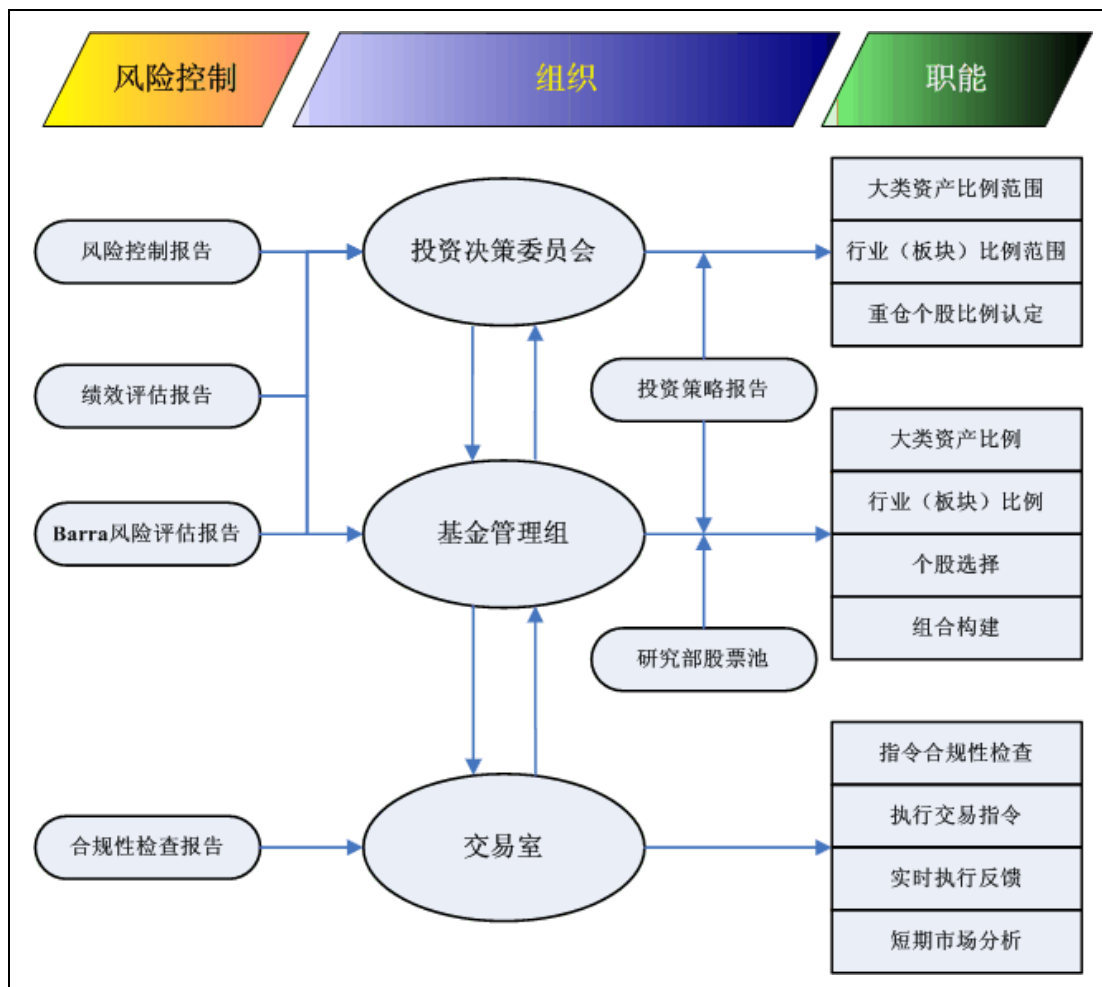 风险控制
组织
职能
风险控制报告
绩效评估报告
Barra风险评估报告
合规性检查报告
投资决策委员会
基金管理组
交易室
投资策略报告
研究部股票池
大类资产比例范围
行业（板块）比例范围
重仓个股比例认定
大类资产比例
行业（板块）比例
个股选择
组合构建
指令合规性检查
执行交易指令
实时执行反馈
短期市场分析